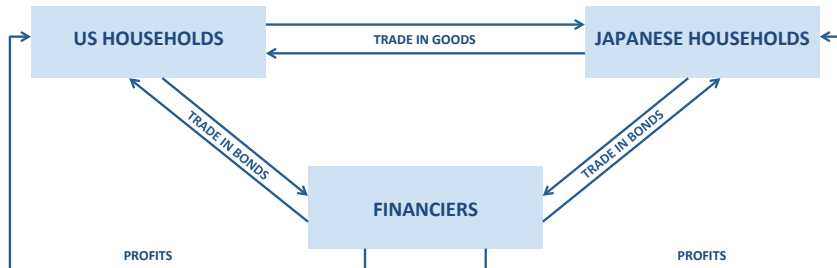 US HOUSEHOLDS
TRADE IN GOODS
JAPANESE HOUSEHOLDS
TRADE IN BONDS
TRADE IN BONDS
FINANCIERS
PROFITS
PROFITS